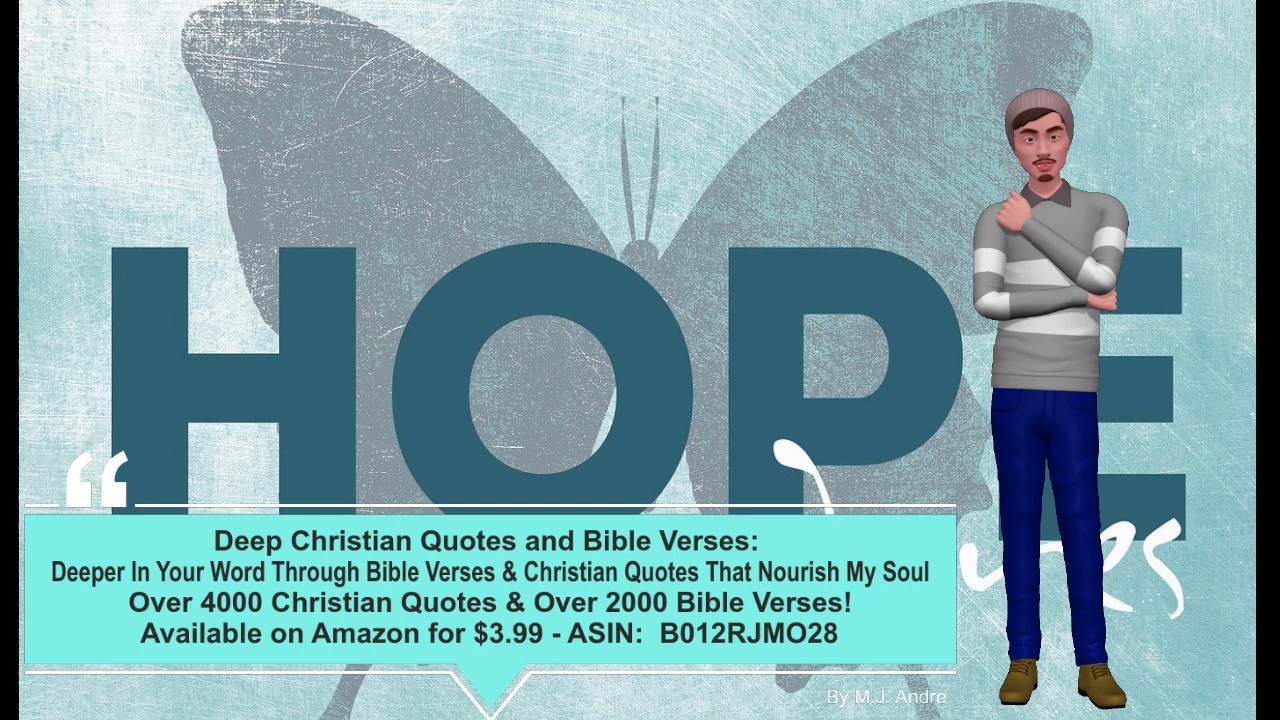 HOPE
Deep Christian Quotes and Bible Verses:
Deeper In Your Word Through Bible Verses & Christian Quotes That Nourish My Soul
Over 4000 Christian Quotes & Over 2000 Bible Verses!
Available on Amazon for $3.99 - ASIN: B012RJMO28
By M.J. Andre